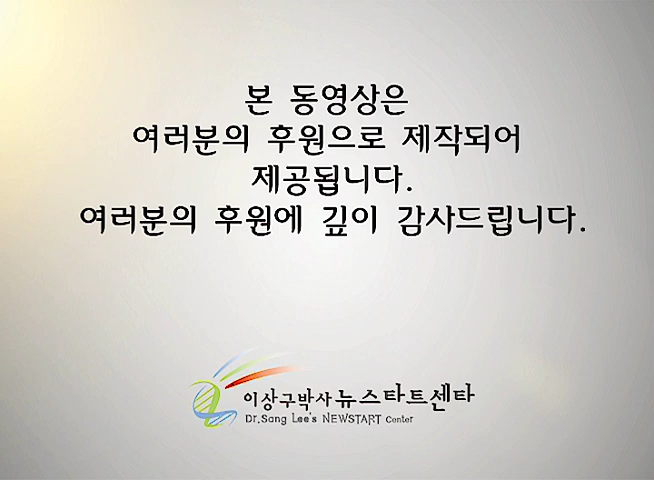 본 동영상은
여러분의 후원으로 제작되어
제공됩니다.
여러분의 후원에 깊이 감사드립니다.
이상구박사 뉴스타트센타
Dr.Sang Lee's NEWSTART Center